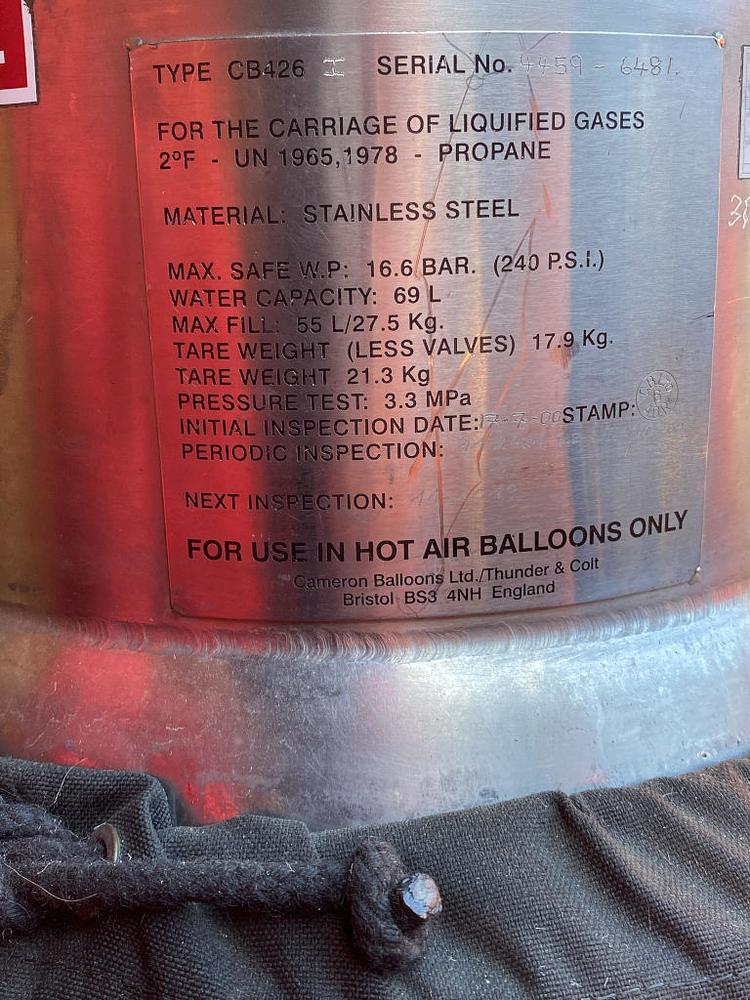 TYPE CB426 I SERIAL No. 4459 - 6481.
FOR THE CARRIAGE OF LIQUIFIED GASES
2ºF - UN 1965,1978 - PROPANE
MATERIAL: STAINLESS STEEL
MAX. SAFE W.P: 16.6 BAR. (240 P.S.I.)
WATER CAPACITY: 69 L
MAX FILL: 55 L/27.5 Kg.
TARE WEIGHT (LESS VALVES) 17.9 Kg.
TARE WEIGHT 21.3 Kg
PRESSURE TEST: 3.3 MPa
INITIAL INSPECTION DATE: STAMP:
PERIODIC INSPECTION:
NEXT INSPECTION:
FOR USE IN HOT AIR BALLOONS ONLY
Cameron Balloons Ltd./Thunder & Colt
Bristol BS3 4NH England